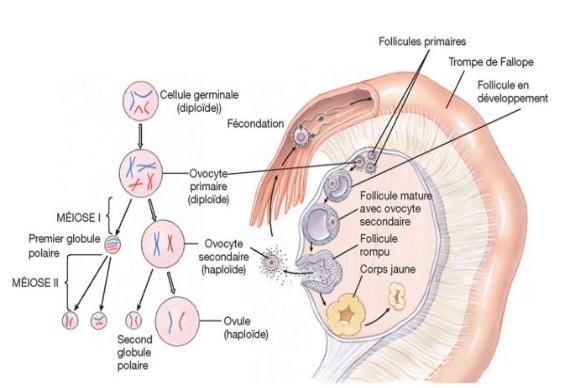 Follicules primaires
Trompe de Fallope
Follicule en
développement
Cellule germinale
(diploïde))
Fécondation
Ovocyte
primaire
(diploïde)
Follicule mature
avec ovocyte
secondaire
MÉIOSE I
Premier globule
polaire
Ovocyte
secondaire
(haploïde)
Follicule
rompu
Corps jaune
MÉIOSE II
Ovule
(haploïde)
Second
globule
polaire